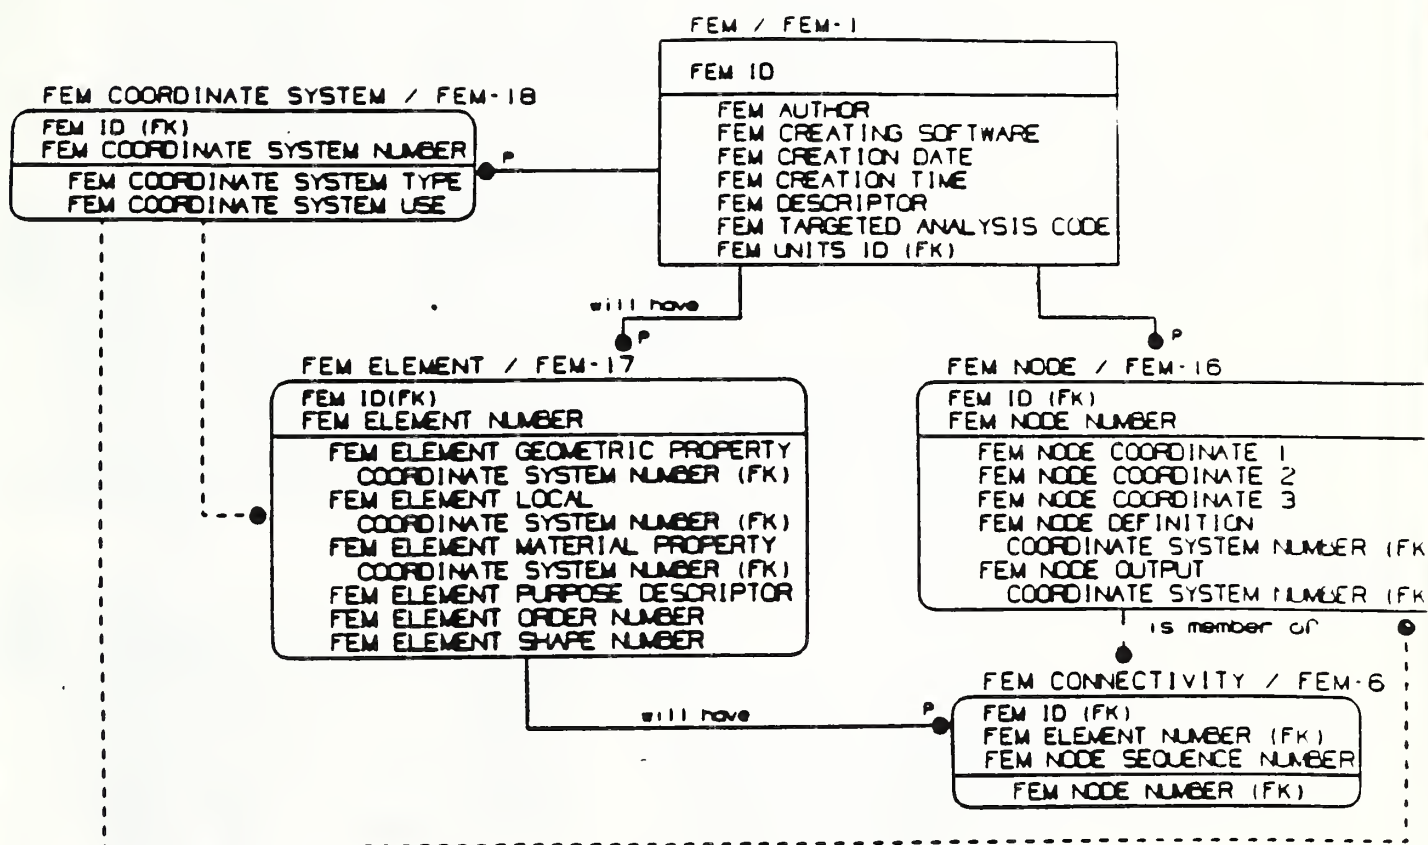 FEM / FEM-1
FEM ID
FEM AUTHOR
FEM CREATING SOFTWARE
FEM CREATION DATE
FEM CREATION TIME
FEM DESCRIPTOR
FEM TARGETED ANALYSIS CODE
FEM UNITS ID (FK)
FEM COORDINATE SYSTEM / FEM-18
FEM ID (FK)
FEM COORDINATE SYSTEM NUMBER
FEM COORDINATE SYSTEM TYPE
FEM COORDINATE SYSTEM USE
P
will have
P
P
FEM ELEMENT / FEM-17
FEM ID(FK)
FEM ELEMENT NUMBER
FEM ELEMENT GEOMETRIC PROPERTY
COORDINATE SYSTEM NUMBER (FK)
FEM ELEMENT LOCAL
COORDINATE SYSTEM NUMBER (FK)
FEM ELEMENT MATERIAL PROPERTY
COORDINATE SYSTEM NUMBER (FK)
FEM ELEMENT PURPOSE DESCRIPTOR
FEM ELEMENT ORDER NUMBER
FEM ELEMENT SHAPE NUMBER
FEM NODE / FEM-16
FEM ID (FK)
FEM NODE NUMBER
FEM NODE COORDINATE 1
FEM NODE COORDINATE 2
FEM NODE COORDINATE 3
FEM NODE DEFINITION
COORDINATE SYSTEM NUMBER (FK
FEM NODE OUTPUT
COORDINATE SYSTEM NUMBER (FK
is member of
will have
P
FEM CONNECTIVITY / FEM-6
FEM ID (FK)
FEM ELEMENT NUMBER (FK)
FEM NODE SEQUENCE NUMBER
FEM NODE NUMBER (FK)